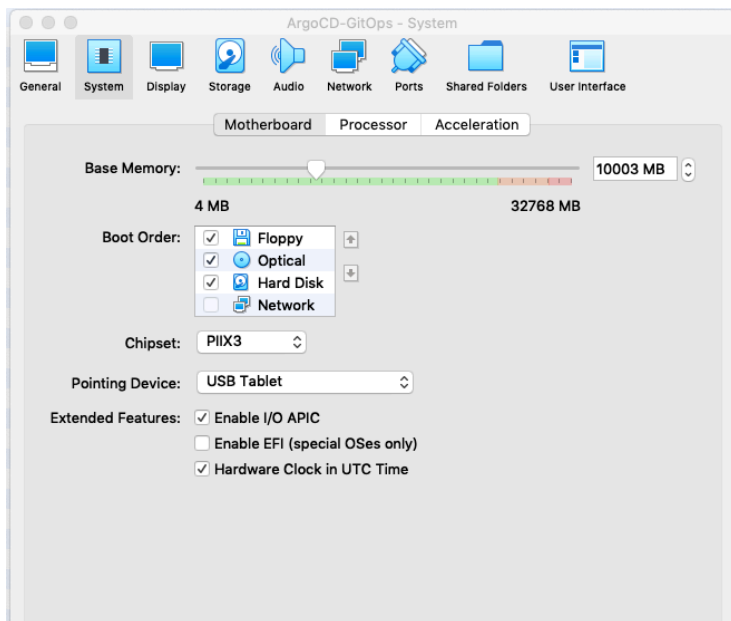 ArgoCD-GitOps - System
General System Display Storage Audio Network Ports Shared Folders User Interface
Motherboard Processor Acceleration
Base Memory: 10003 MB
4 MB 32768 MB
Boot Order: Floppy
Optical
Hard Disk
Network
Chipset: PIIX3
Pointing Device: USB Tablet
Extended Features: Enable I/O APIC
Enable EFI (special OSes only)
Hardware Clock in UTC Time